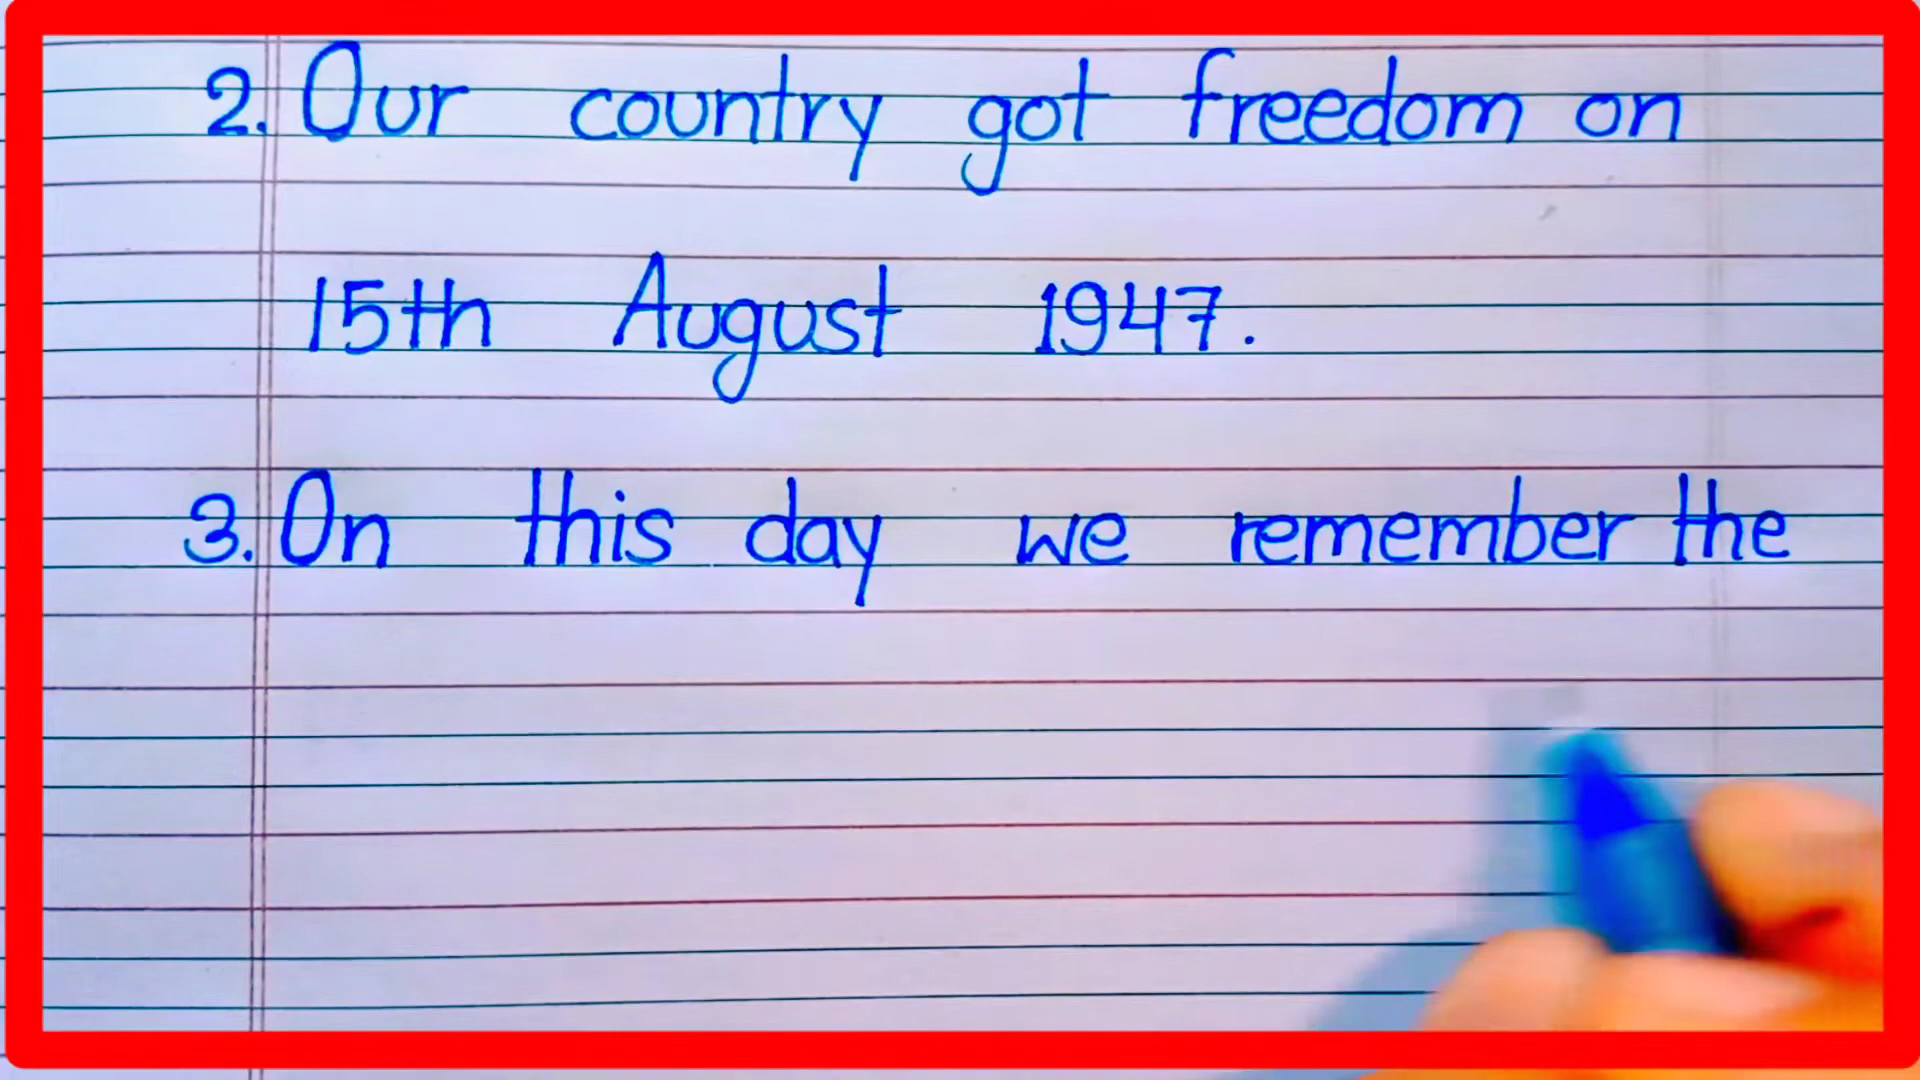 2. Our country got freedom on
15th August 1947.
3. On this day we remember the